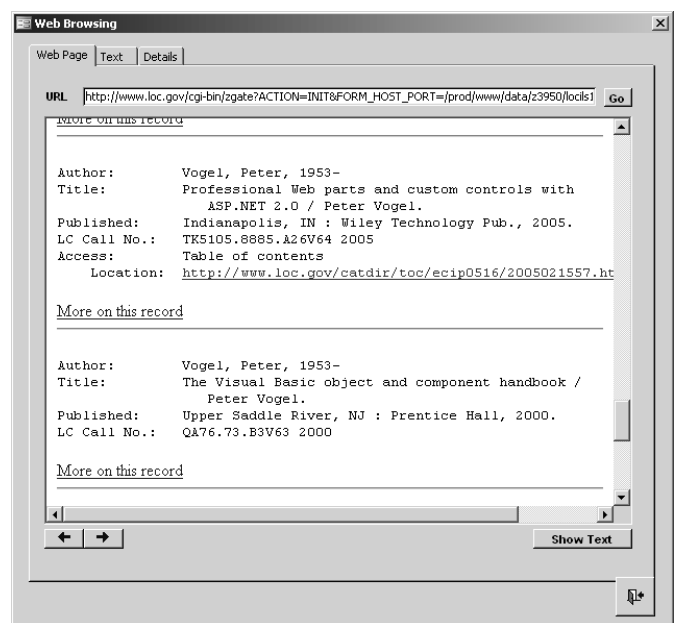 Web Browsing
Web Page Text Details
URL http://www.loc.gov/cgi-bin/zgate?ACTION=INIT&FORM_HOST_PORT=/prod/www/data/z3950/locils1 Go
More on this record
Author: Vogel, Peter, 1953-
Title: Professional Web parts and custom controls with
ASP.NET 2.0 / Peter Vogel.
Published: Indianapolis, IN : Wiley Technology Pub., 2005.
LC Call No.: TK5105.8885.A26V64 2005
Access: Table of contents
Location: http://www.loc.gov/catdir/toc/ecip0516/2005021557.ht
More on this record
Author: Vogel, Peter, 1953-
Title: The Visual Basic object and component handbook /
Peter Vogel.
Published: Upper Saddle River, NJ : Prentice Hall, 2000.
LC Call No.: QA76.73.B3V63 2000
More on this record
Show Text